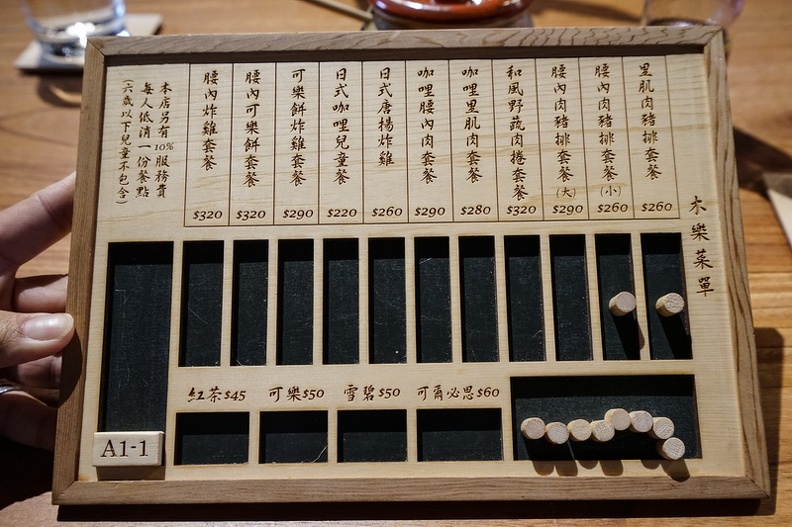 木樂菜單
里肌肉豬排套餐 $260
腰內肉豬排套餐(小) $260
腰內肉豬排套餐(大) $290
和風野蔬肉捲套餐 $320
咖哩里肌肉套餐 $280
咖哩腰內肉套餐 $290
日式唐揚炸雞 $260
日式咖哩兒童餐 $220
可樂餅炸雞套餐 $290
腰內可樂餅套餐 $320
腰內炸雞套餐 $320
本店另有10%服務費
每人低消一份餐點
(六歲以下兒童不包含)
紅茶$45 可樂$50 雪碧$50 可爾必思$60
A1-1